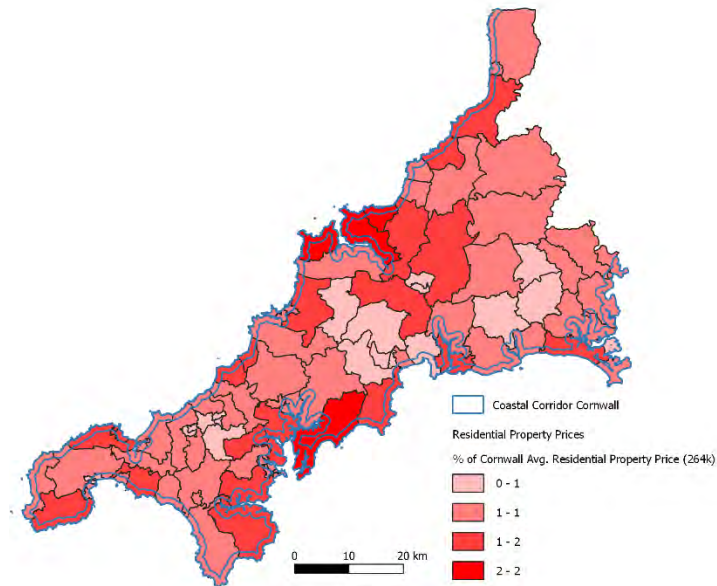 Coastal Corridor Cornwall
Residential Property Prices
% of Cornwall Avg. Residential Property Price (264k)
0 - 1
1 - 1
1 - 2
2 - 2
0 10 20 km